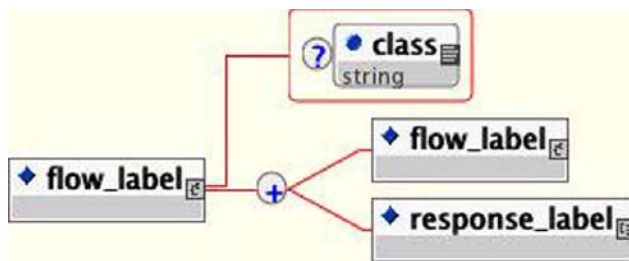 ? class
string
flow_label
flow_label
+
response_label